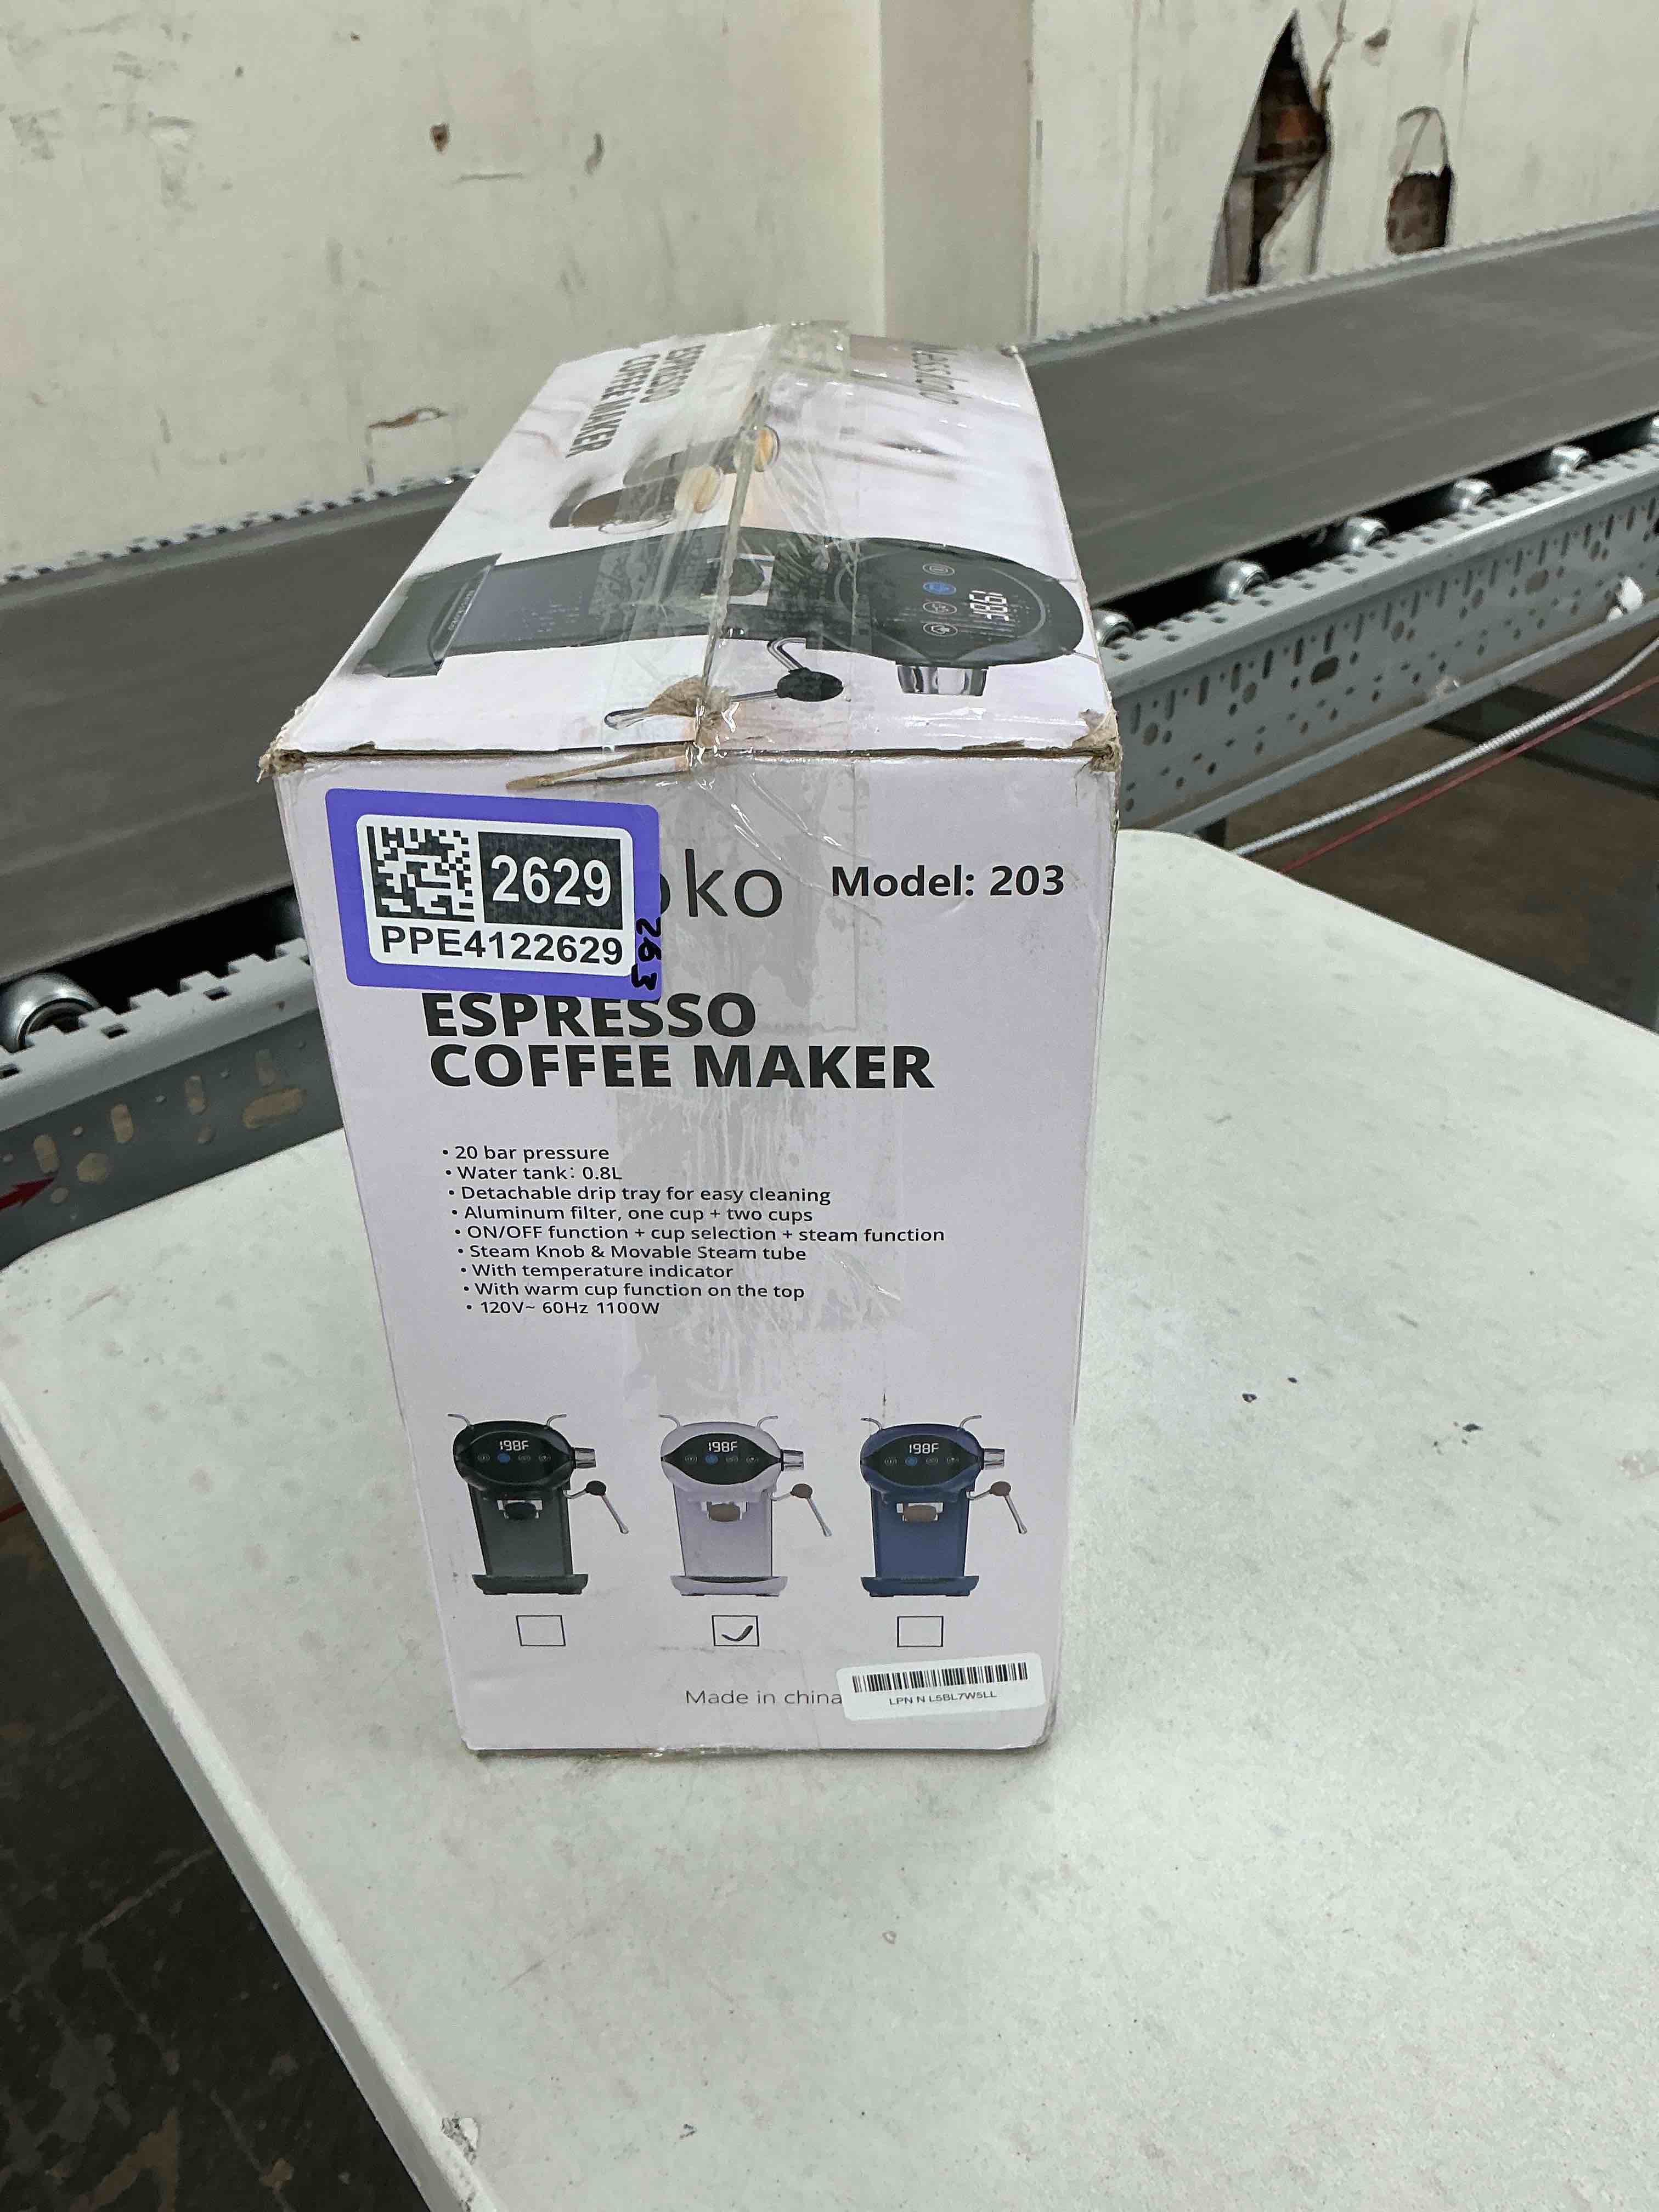 ESPRESSO
COFFEE MAKER
198F
2629
PPE4122629
263
oko
Model: 203
ESPRESSO
COFFEE MAKER
• 20 bar pressure
• Water tank: 0.8L
• Detachable drip tray for easy cleaning
• Aluminum filter, one cup + two cups
• ON/OFF function + cup selection + steam function
• Steam Knob & Movable Steam tube
• With temperature indicator
• With warm cup function on the top
• 120V~ 60Hz 1100W
198F 198F 198F
Made in china
LPN N L5BL7W5LL